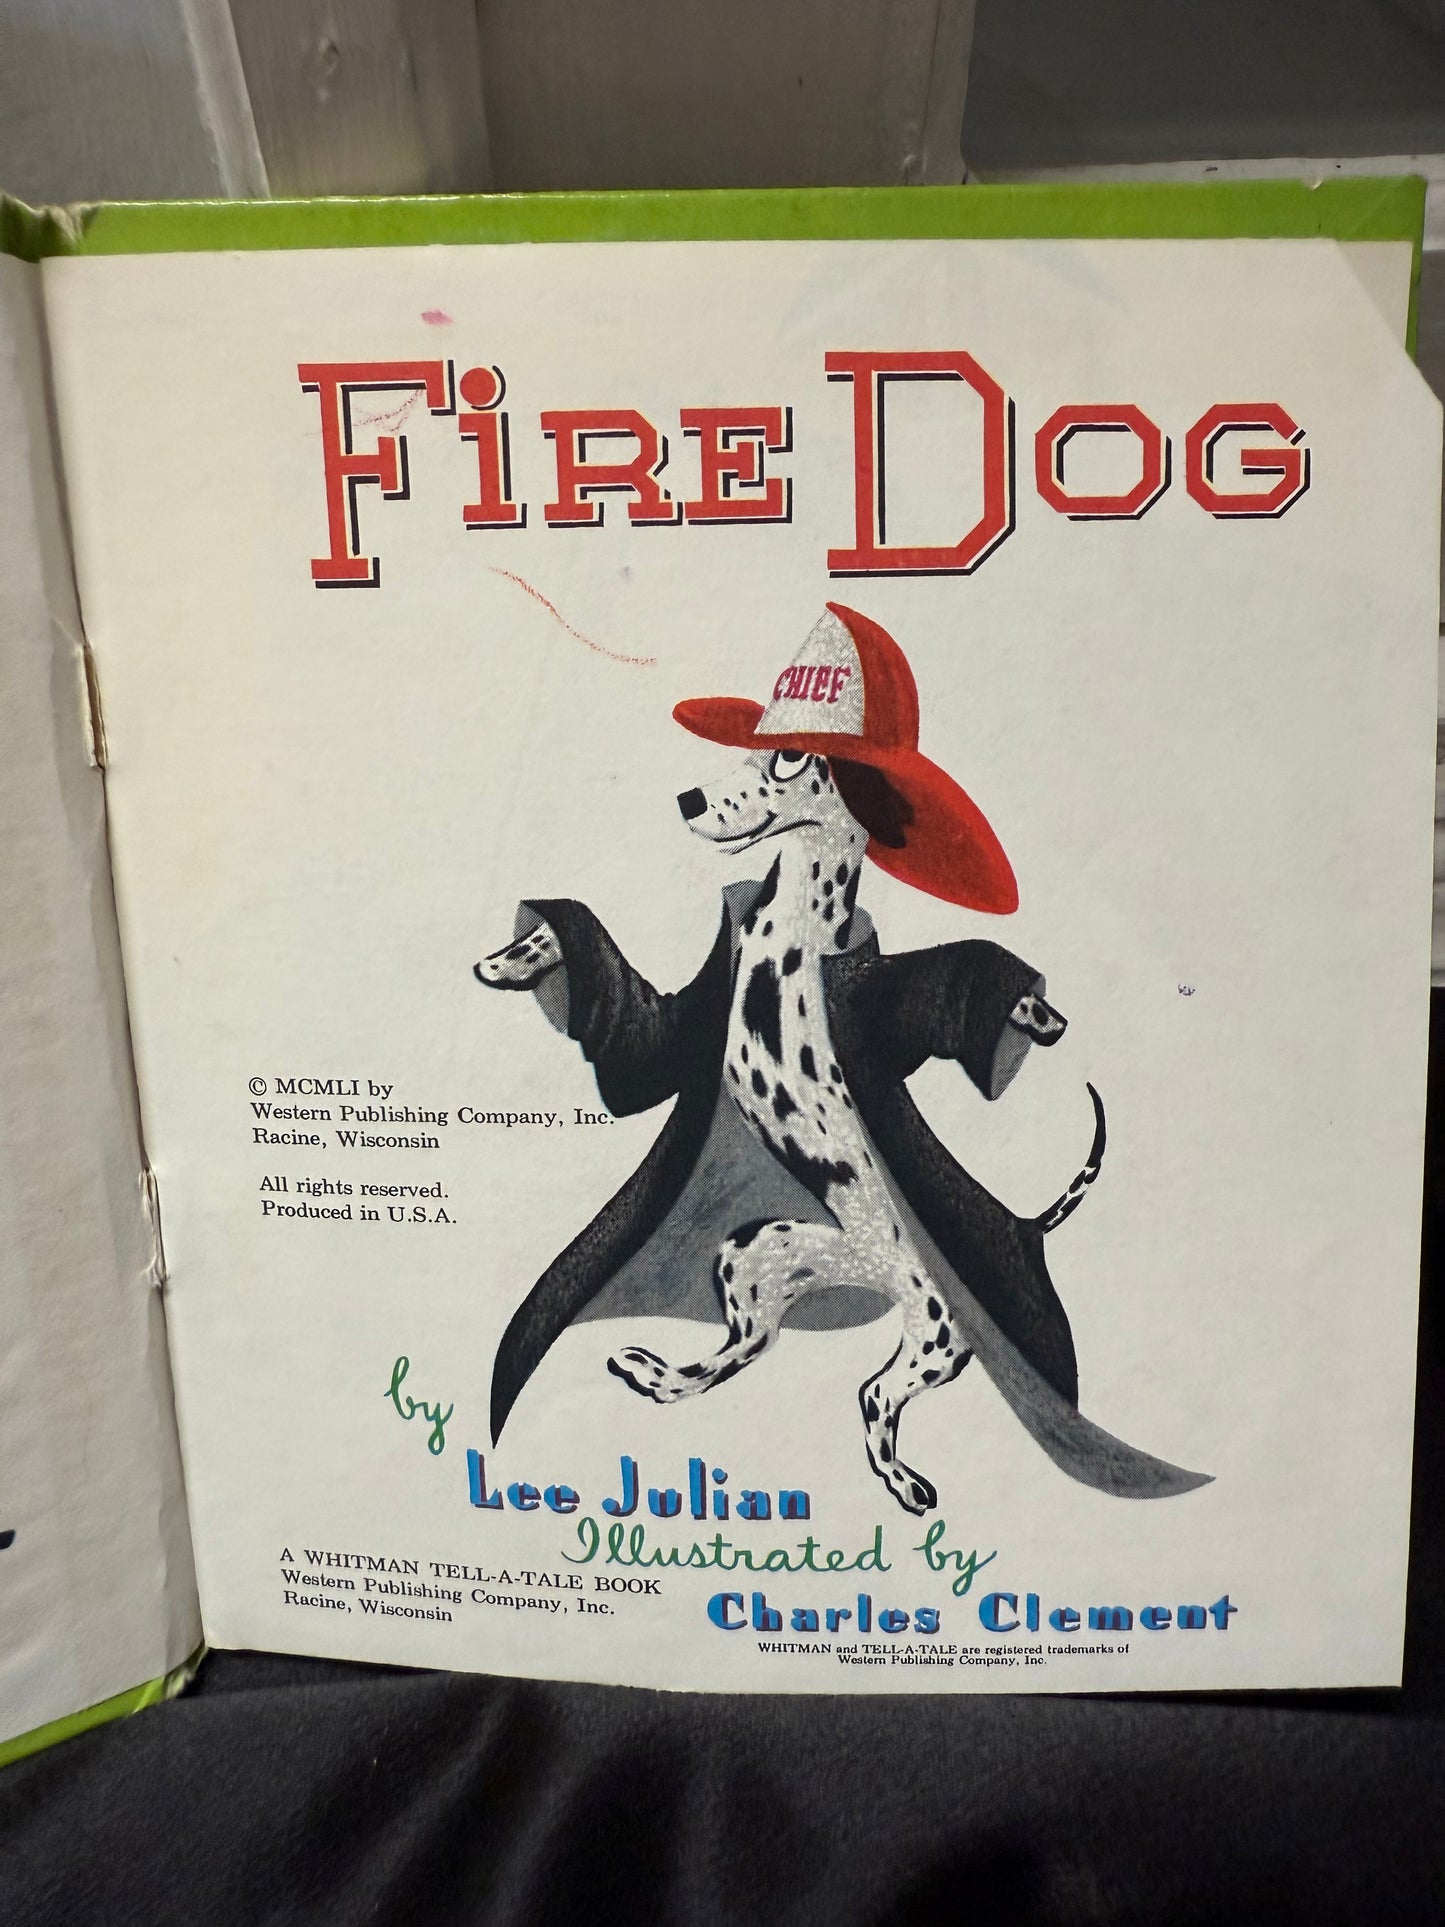 Fire Dog
CHIEF
© MCMLI by
Western Publishing Company, Inc.
Racine, Wisconsin
All rights reserved.
Produced in U.S.A.
by
Lee Julian
Illustrated by
Charles Clement
A WHITMAN TELL-A-TALE BOOK
Western Publishing Company, Inc.
Racine, Wisconsin
WHITMAN and TELL-A-TALE are registered trademarks of
Western Publishing Company, Inc.